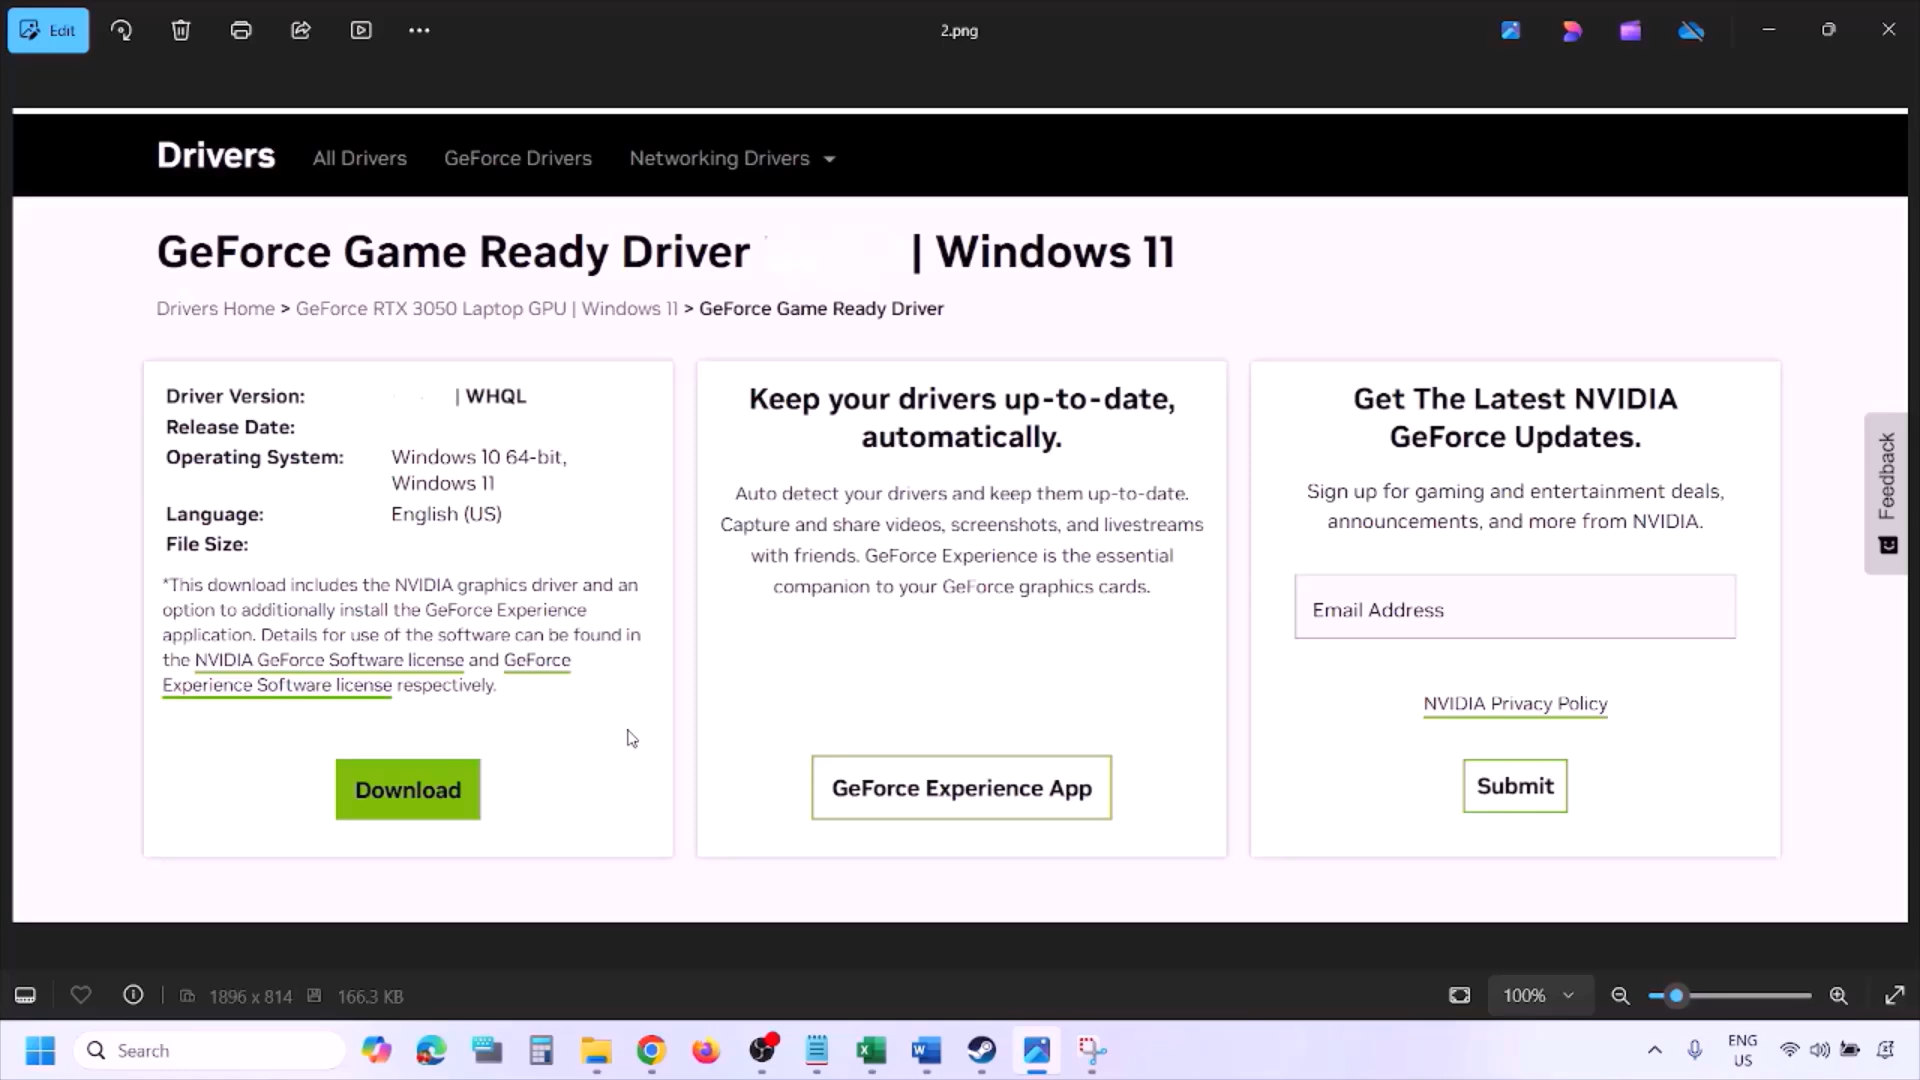 Edit
2.png
Drivers All Drivers GeForce Drivers Networking Drivers
GeForce Game Ready Driver | Windows 11
Drivers Home > GeForce RTX 3050 Laptop GPU | Windows 11 > GeForce Game Ready Driver
Driver Version: | WHQL
Release Date:
Operating System: Windows 10 64-bit,
Windows 11
Language: English (US)
File Size:
*This download includes the NVIDIA graphics driver and an
option to additionally install the GeForce Experience
application. Details for use of the software can be found in
the NVIDIA GeForce Software license and GeForce
Experience Software license respectively.
Download
Keep your drivers up-to-date,
automatically.
Auto detect your drivers and keep them up-to-date.
Capture and share videos, screenshots, and livestreams
with friends. GeForce Experience is the essential
companion to your GeForce graphics cards.
GeForce Experience App
Get The Latest NVIDIA
GeForce Updates.
Sign up for gaming and entertainment deals,
announcements, and more from NVIDIA.
Email Address
NVIDIA Privacy Policy
Submit
Feedback
1896 x 814 166.3 KB
100%
Search
ENG
US